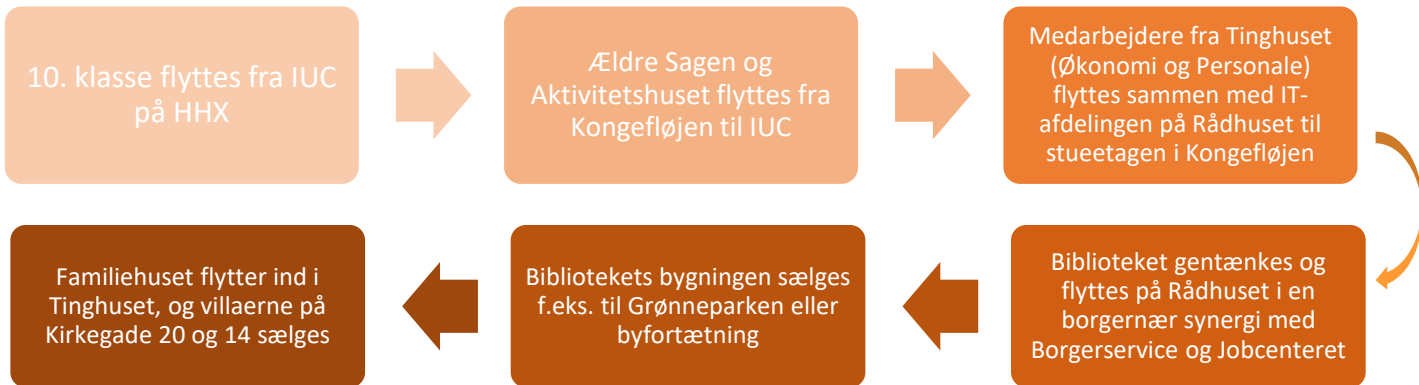 10. klasse flyttes fra IUC
på HHX
Ældre Sagen og
Aktivitetshuset flyttes fra
Kongefløjen til IUC
Medarbejdere fra Tinghuset
(Økonomi og Personale)
flyttes sammen med IT-
afdelingen på Rådhuset til
stueetagen i Kongefløjen
Biblioteket gentænkes og
flyttes på Rådhuset i en
borgernær synergi med
Borgerservice og Jobcenteret
Bibliotekets bygningen sælges
f.eks. til Grønneparken eller
byfortætning
Familiehuset flytter ind i
Tinghuset, og villaerne på
Kirkegade 20 og 14 sælges